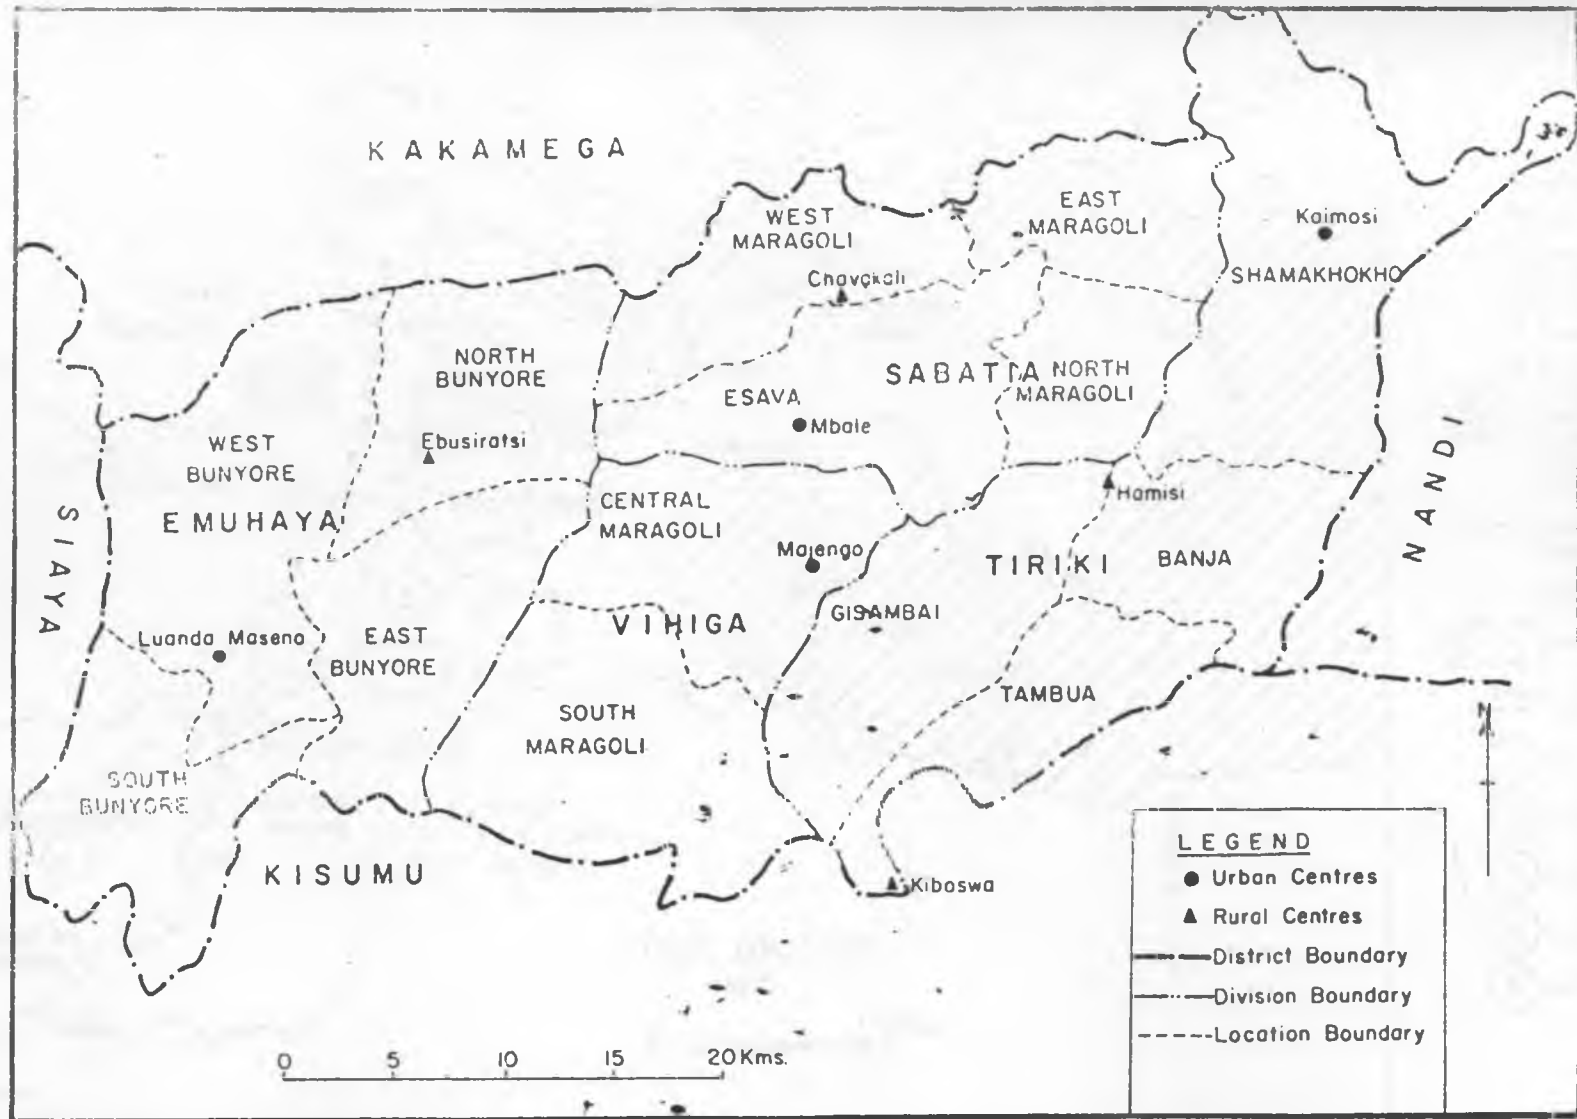 KAKAMEGA
WEST
MARAGOLI
EAST
MARAGOLI
Kaimosi
SHAMAKHOKHO
Chavakali
NORTH
BUNYORE
ESAVA
SABATIA
NORTH
MARAGOLI
Mbale
WEST
BUNYORE
Ebusiratsi
EMUHAYA
CENTRAL
MARAGOLI
Hamisi
NANDI
SIAYA
Majengo
TIRIKI
BANJA
GISAMBAI
VIHIGA
Luanda Maseno
EAST
BUNYORE
TAMBUA
SOUTH
MARAGOLI
SOUTH
BUNYORE
KISUMU
Kiboswa
N
LEGEND
Urban Centres
Rural Centres
District Boundary
Division Boundary
Location Boundary
0 5 10 15 20 Kms.